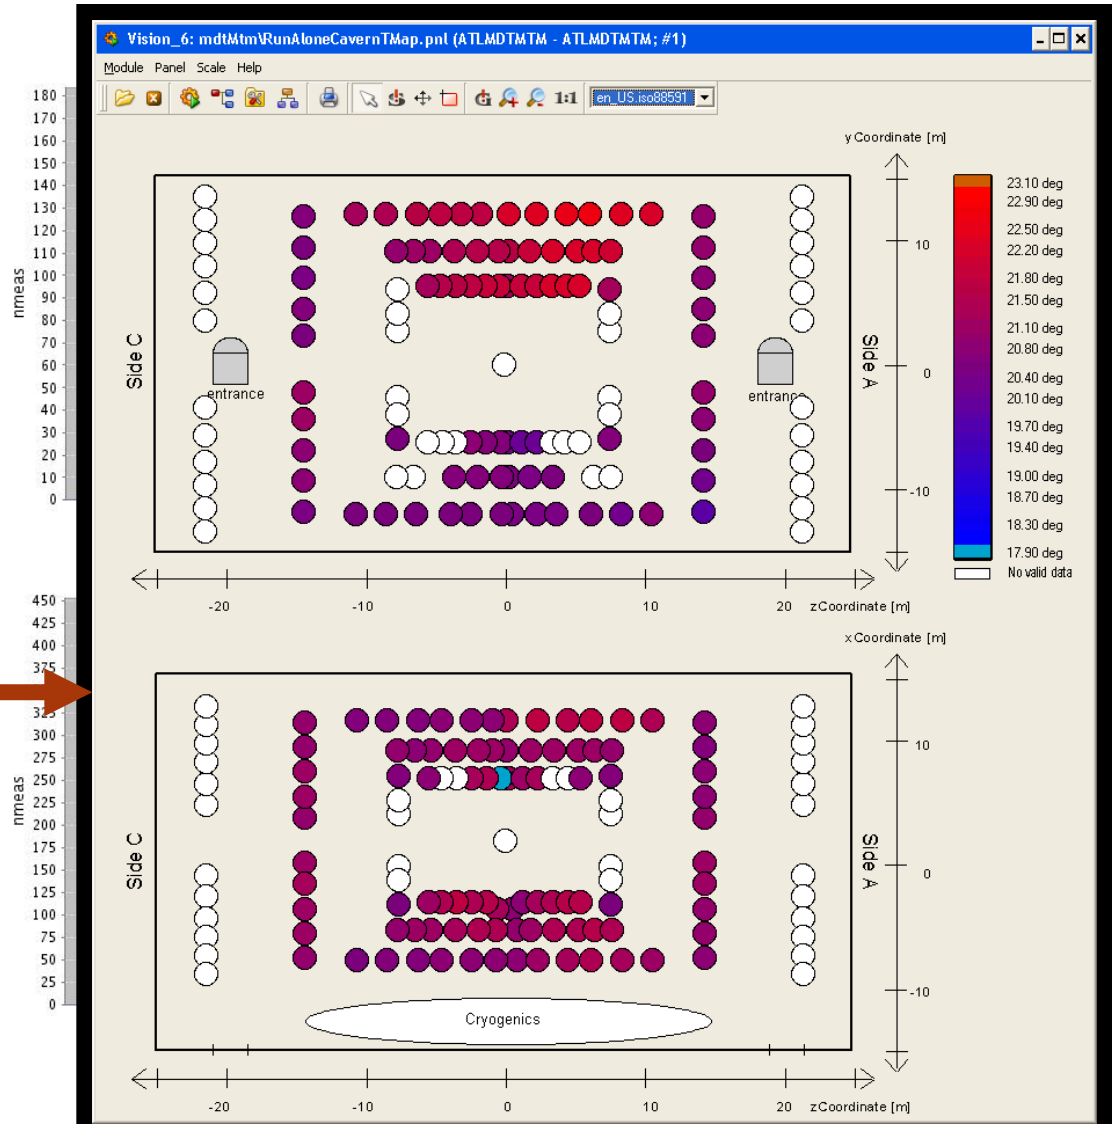 Vision_6: mdtMtm\RunAloneCavernTMap.pnl (ATLMDTMTM - ATLMDTMTM; #1)
Module Panel Scale Help
1:1 en_US.iso88591
180
170
160
150
140
130
120
110
100
90
80
70
60
50
40
30
20
10
0
nmeas
y Coordinate [m]
10
0
-10
Side C
entrance
Side A
entrance
23.10 deg
22.90 deg
22.50 deg
22.20 deg
21.80 deg
21.50 deg
21.10 deg
20.80 deg
20.40 deg
20.10 deg
19.70 deg
19.40 deg
19.00 deg
18.70 deg
18.30 deg
17.90 deg
No valid data
-20 -10 0 10 20 zCoordinate [m]
450
425
400
375
325
300
275
250
225
200
175
150
125
100
75
50
25
0
nmeas
x Coordinate [m]
10
0
-10
Side C
Side A
Cryogenics
-20 -10 0 10 20 zCoordinate [m]